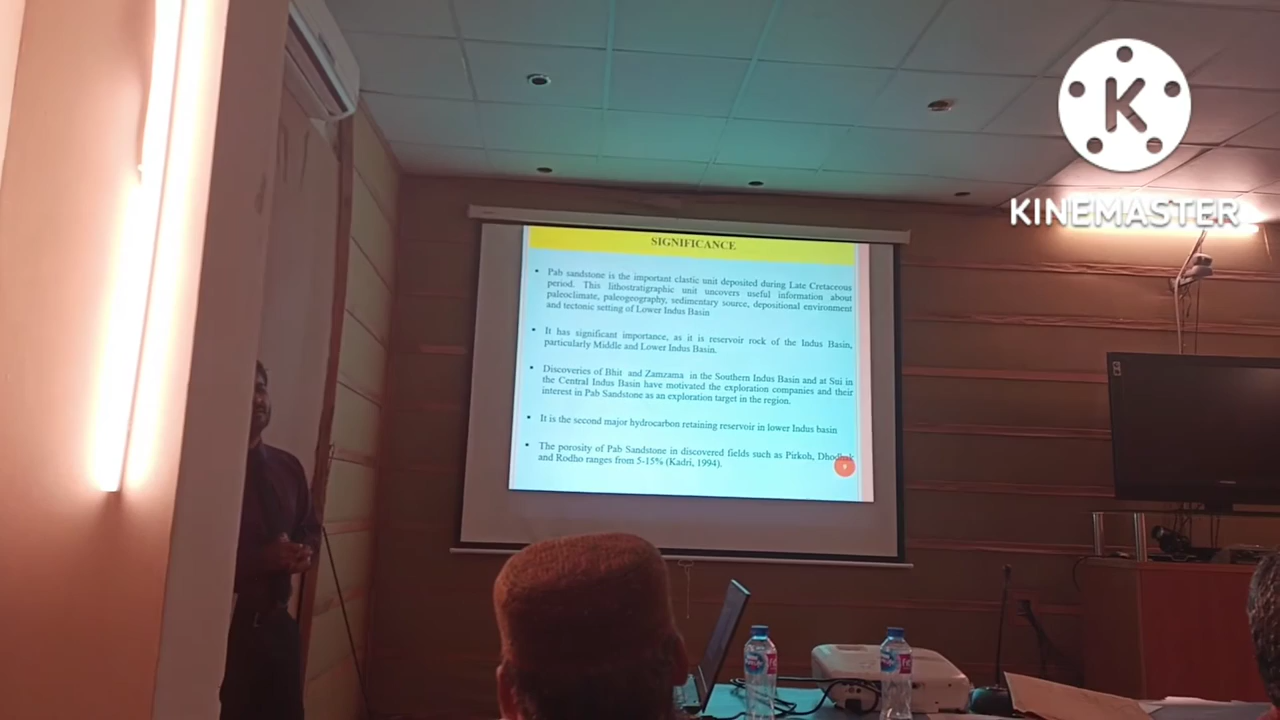 K
KINEMASTER
SIGNIFICANCE
Pab sandstone is the important clastic unit deposited during Late Cretaceous
period. This lithostratigraphic unit uncovers useful information about
paleoclimate, paleogeography, sedimentary source, depositional environment
and tectonic setting of Lower Indus Basin
It has significant importance, as it is reservoir rock of the Indus Basin,
particularly Middle and Lower Indus Basin.
Discoveries of Bhit and Zamzama in the Southern Indus Basin and at Sui in
the Central Indus Basin have motivated the exploration companies and their
interest in Pab Sandstone as an exploration target in the region.
It is the second major hydrocarbon retaining reservoir in lower Indus basin
The porosity of Pab Sandstone in discovered fields such as Pirkoh, Dhodhak
and Rodho ranges from 5-15% (Kadri, 1994).
9